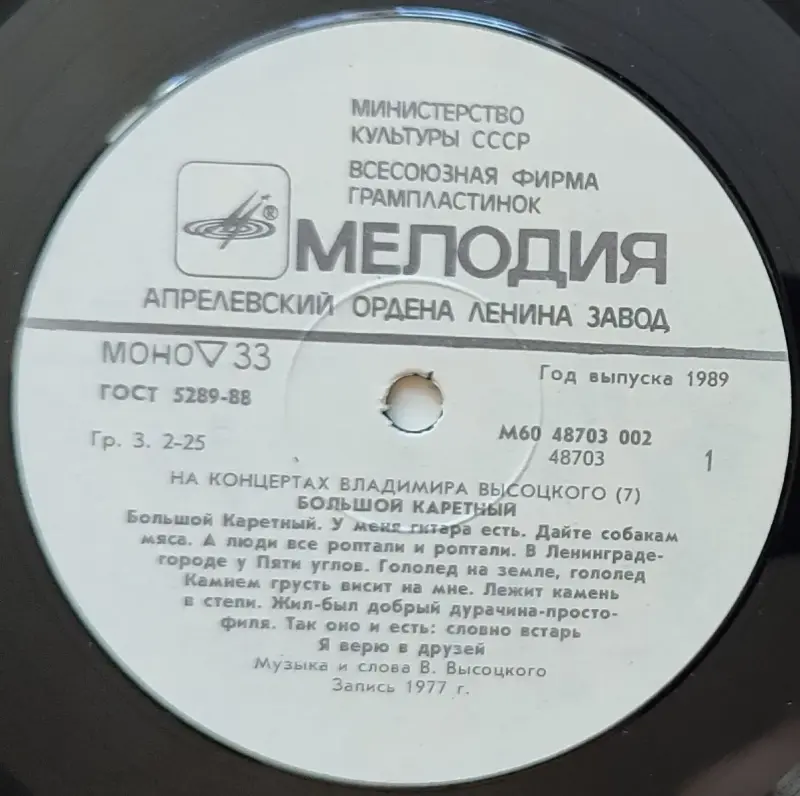 МИНИСТЕРСТВО
КУЛЬТУРЫ СССР
ВСЕСОЮЗНАЯ ФИРМА
ГРАМПЛАСТИНОК
®
МЕЛОДИЯ
АПРЕЛЕВСКИЙ ОРДЕНА ЛЕНИНА ЗАВОД
МОНО ▽ 33
Год выпуска 1989
ГОСТ 5289-88
Гр. 3. 2-25
М60 48703 002
48703
1
НА КОНЦЕРТАХ ВЛАДИМИРА ВЫСОЦКОГО (7)
БОЛЬШОЙ КАРЕТНЫЙ
Большой Каретный. У меня гитара есть. Дайте собакам
мяса. А люди все роптали и роптали. В Ленинграде-
городе у Пяти углов. Гололед на земле, гололед
Камнем грусть висит на мне. Лежит камень
в степи. Жил-был добрый дурачина-просто-
филя. Так оно и есть: словно встарь
Я верю в друзей
Музыка и слова В. Высоцкого
Запись 1977 г.